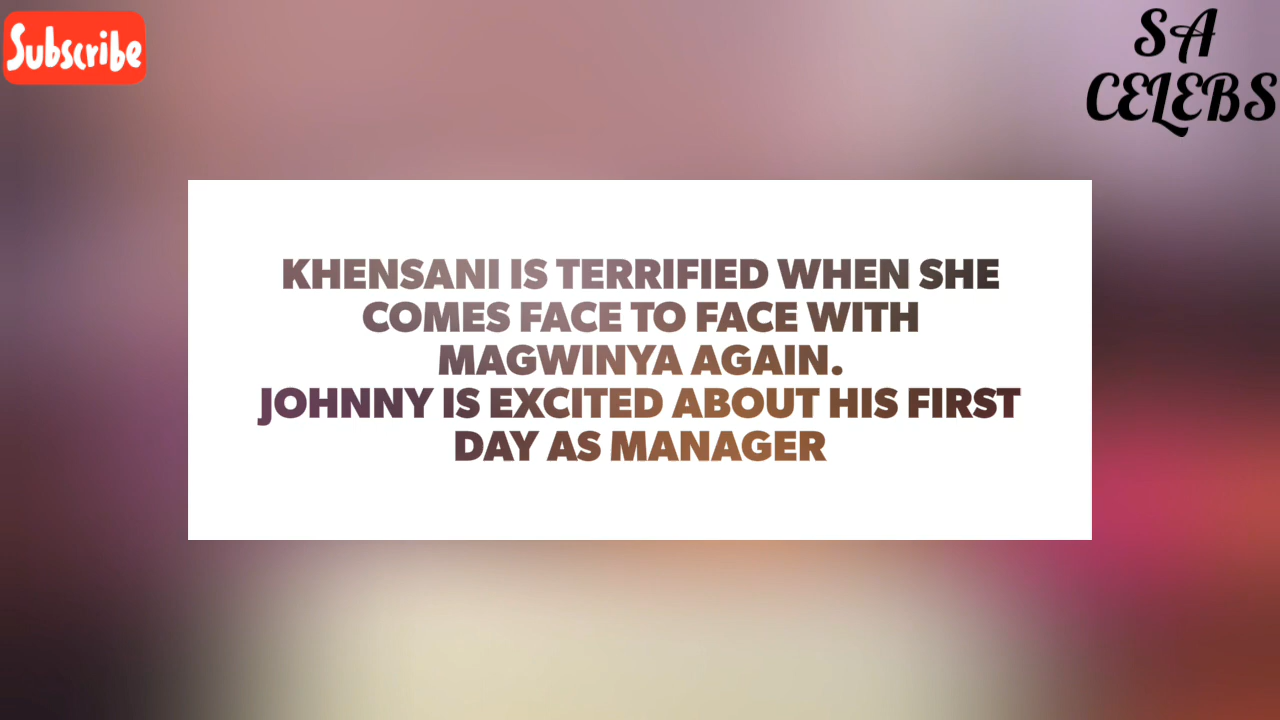 Subscribe
SA
CELEBS
KHENSANI IS TERRIFIED WHEN SHE
COMES FACE TO FACE WITH
MAGWINYA AGAIN.
JOHNNY IS EXCITED ABOUT HIS FIRST
DAY AS MANAGER